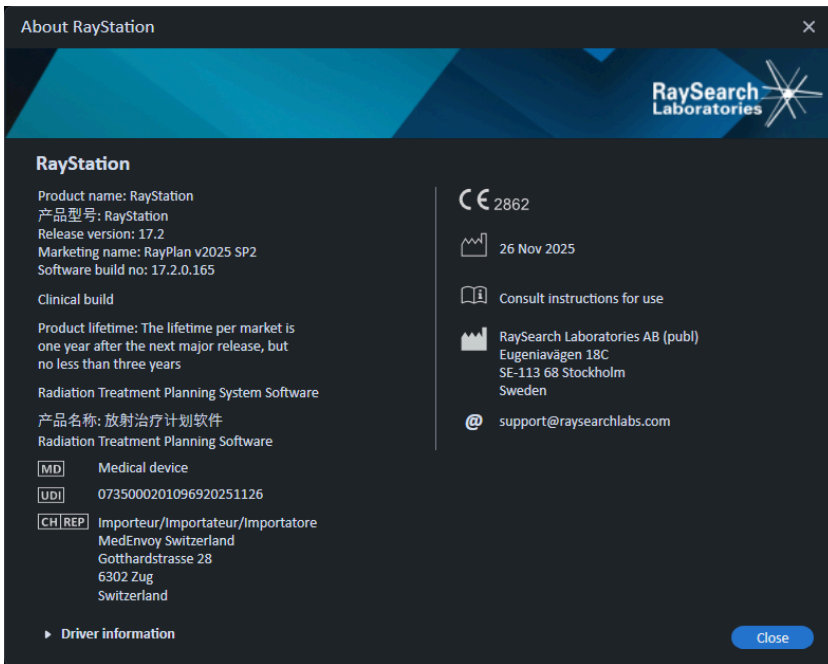 About RayStation
RaySearch
Laboratories
RayStation
Product name: RayStation
产品型号: RayStation
Release version: 17.2
Marketing name: RayPlan v2025 SP2
Software build no: 17.2.0.165
Clinical build
Product lifetime: The lifetime per market is
one year after the next major release, but
no less than three years
Radiation Treatment Planning System Software
产品名称: 放射治疗计划软件
Radiation Treatment Planning Software
MD Medical device
UDI 0735000201096920251126
CH REP Importeur/Importateur/Importatore
MedEnvoy Switzerland
Gotthardstrasse 28
6302 Zug
Switzerland
CE 2862
26 Nov 2025
Consult instructions for use
RaySearch Laboratories AB (publ)
Eugeniavägen 18C
SE-113 68 Stockholm
Sweden
@ support@raysearchlabs.com
Driver information
Close